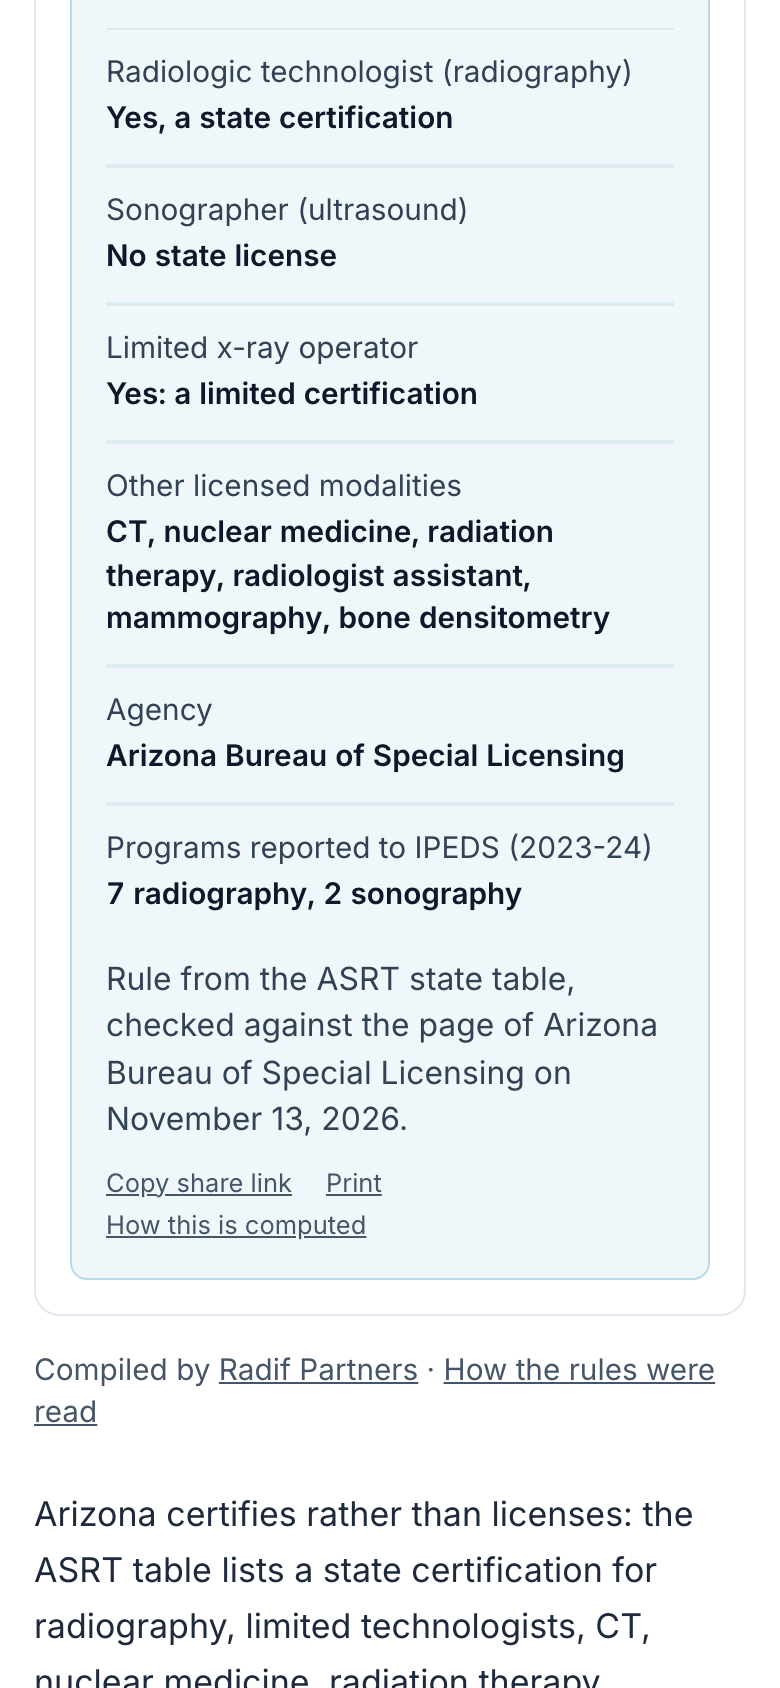 Radiologic technologist (radiography)
Yes, a state certification
Sonographer (ultrasound)
No state license
Limited x-ray operator
Yes: a limited certification
Other licensed modalities
CT, nuclear medicine, radiation
therapy, radiologist assistant,
mammography, bone densitometry
Agency
Arizona Bureau of Special Licensing
Programs reported to IPEDS (2023-24)
7 radiography, 2 sonography
Rule from the ASRT state table,
checked against the page of Arizona
Bureau of Special Licensing on
November 13, 2026.
Copy share link Print
How this is computed
Compiled by Radif Partners · How the rules were
read
Arizona certifies rather than licenses: the
ASRT table lists a state certification for
radiography, limited technologists, CT,
nuclear medicine, radiation therapy,